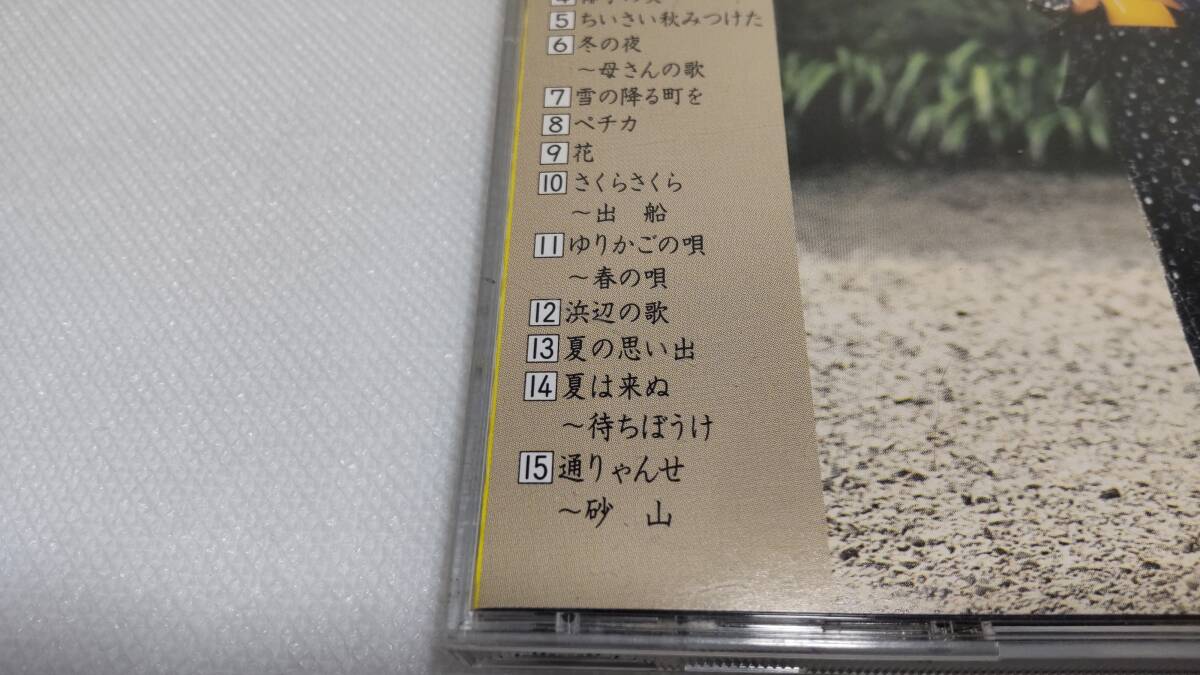 5 ちいさい秋みつけた
6 冬の夜
～母さんの歌
7 雪の降る町を
8 ペチカ
9 花
10 さくらさくら
～出 船
11 ゆりかごの唄
～春の唄
12 浜辺の歌
13 夏の思い出
14 夏は来ぬ
～待ちぼうけ
15 通りゃんせ
～砂 山